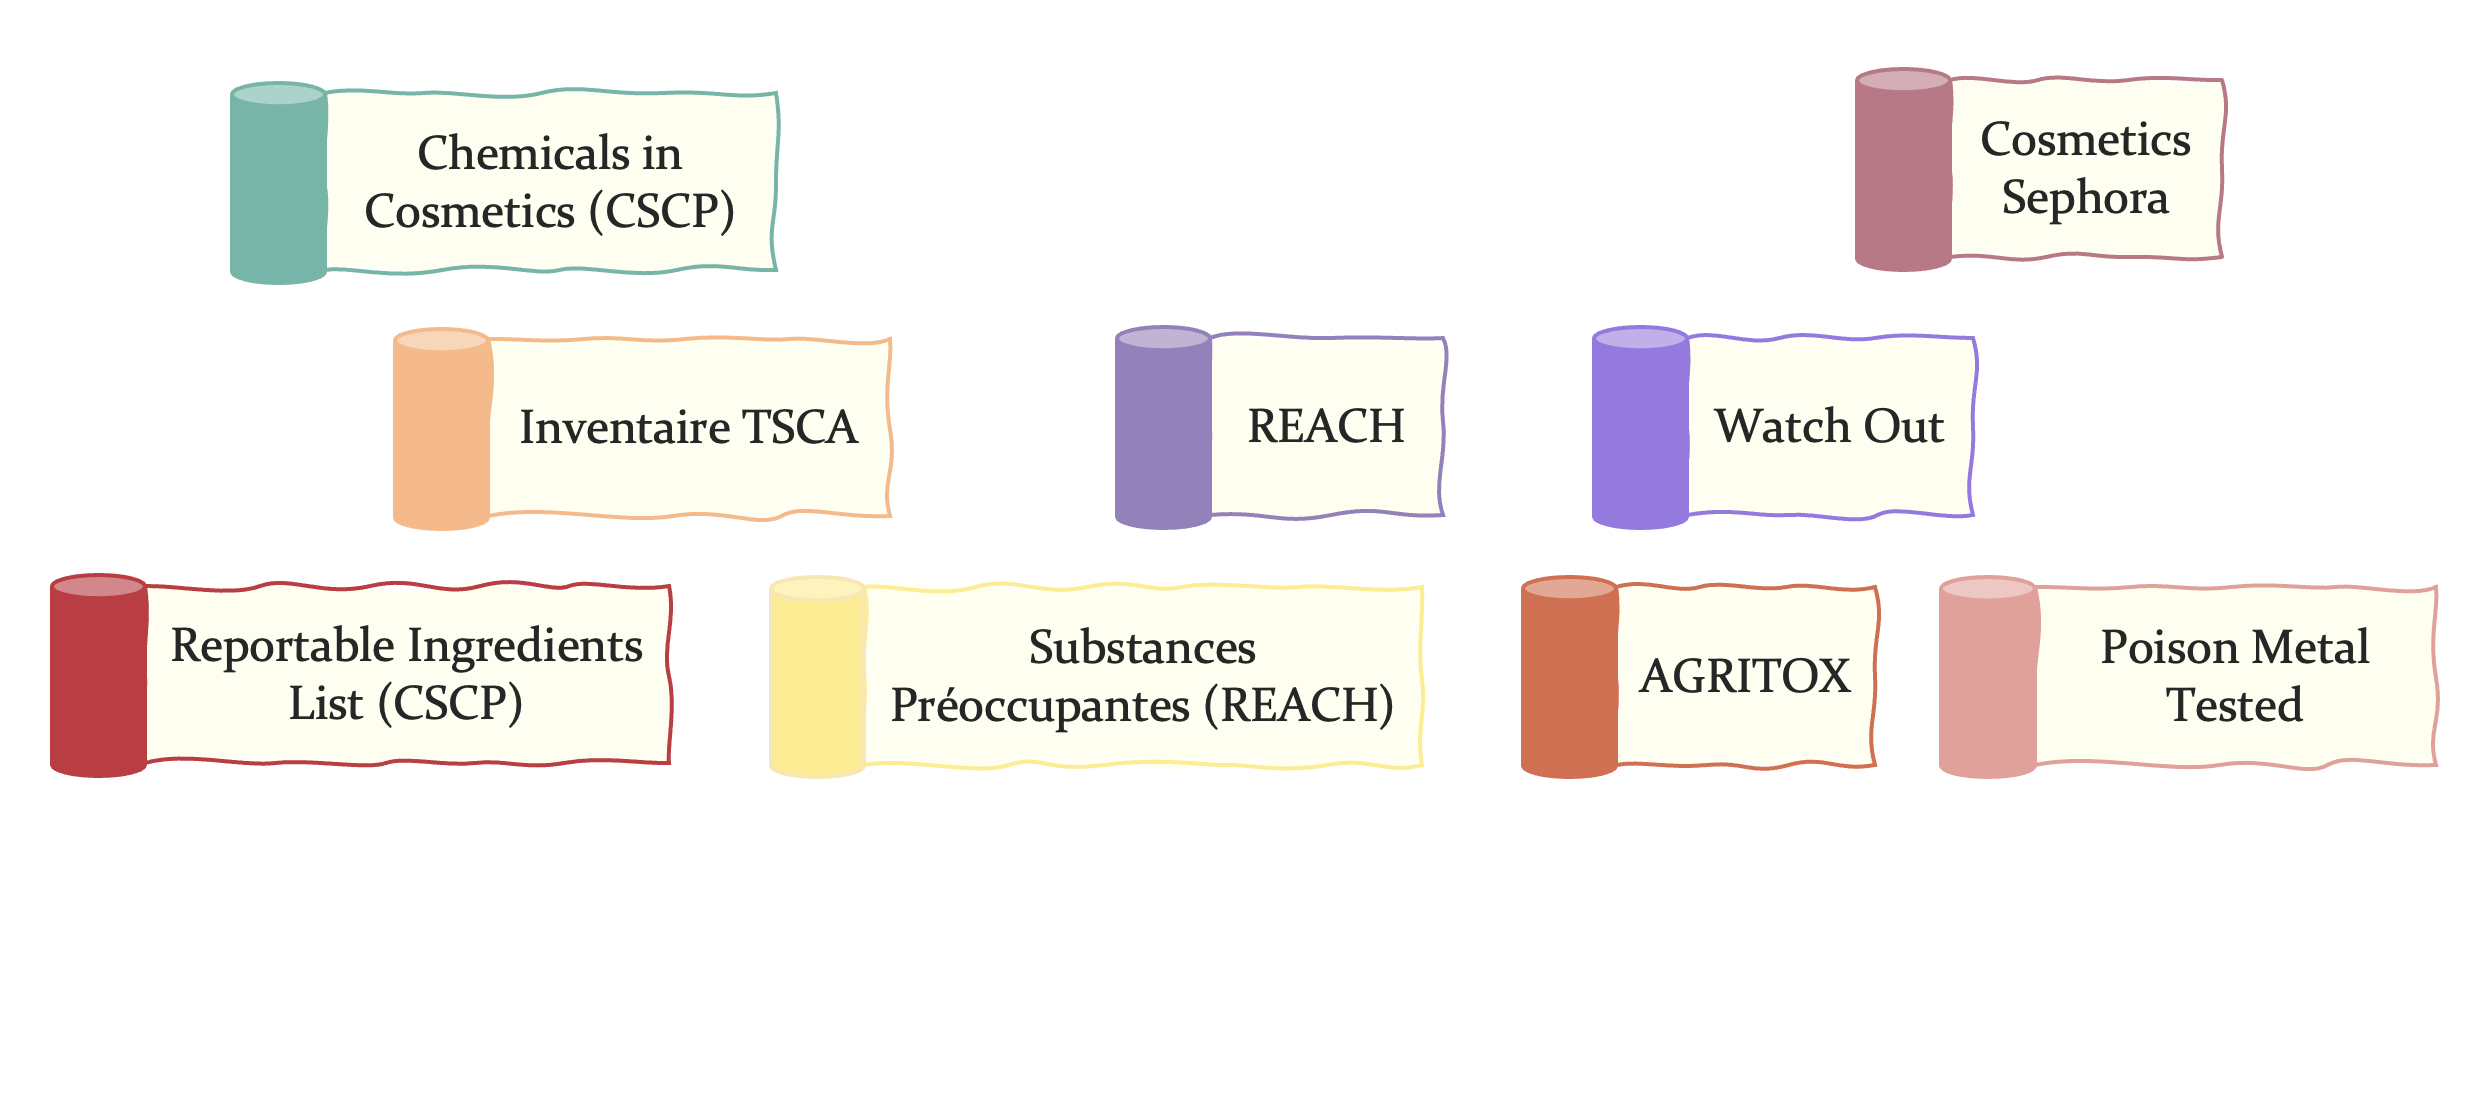 Chemicals in
Cosmetics (CSCP)
Cosmetics
Sephora
Inventaire TSCA
REACH
Watch Out
Reportable Ingredients
List (CSCP)
Substances
Préoccupantes (REACH)
AGRITOX
Poison Metal
Tested